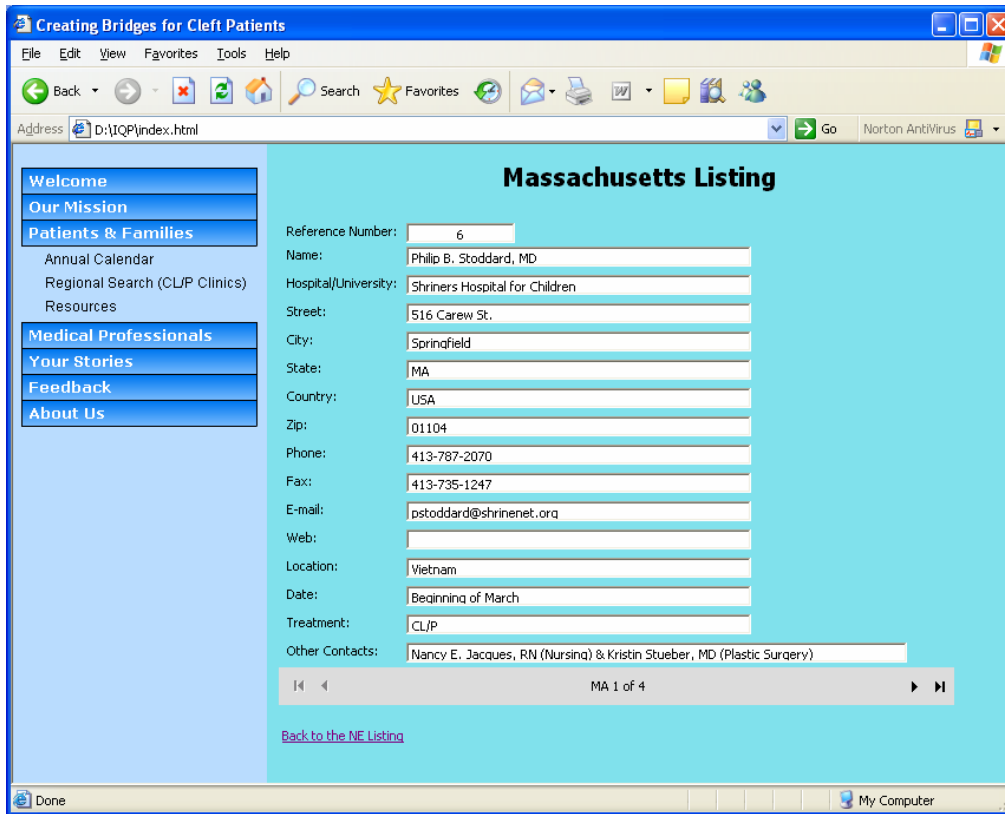 Creating Bridges for Cleft Patients
File Edit View Favorites Tools Help
Back Search Favorites W
Address D:\IQP\index.html Go Norton AntiVirus
Welcome
Our Mission
Patients & Families
Annual Calendar
Regional Search (CL/P Clinics)
Resources
Medical Professionals
Your Stories
Feedback
About Us
Massachusetts Listing
Reference Number: 6
Name: Philip B. Stoddard, MD
Hospital/University: Shriners Hospital for Children
Street: 516 Carew St.
City: Springfield
State: MA
Country: USA
Zip: 01104
Phone: 413-787-2070
Fax: 413-735-1247
E-mail: pstoddard@shrinenet.org
Web:
Location: Vietnam
Date: Beginning of March
Treatment: CL/P
Other Contacts: Nancy E. Jacques, RN (Nursing) & Kristin Stueber, MD (Plastic Surgery)
MA 1 of 4
Back to the NE Listing
Done My Computer